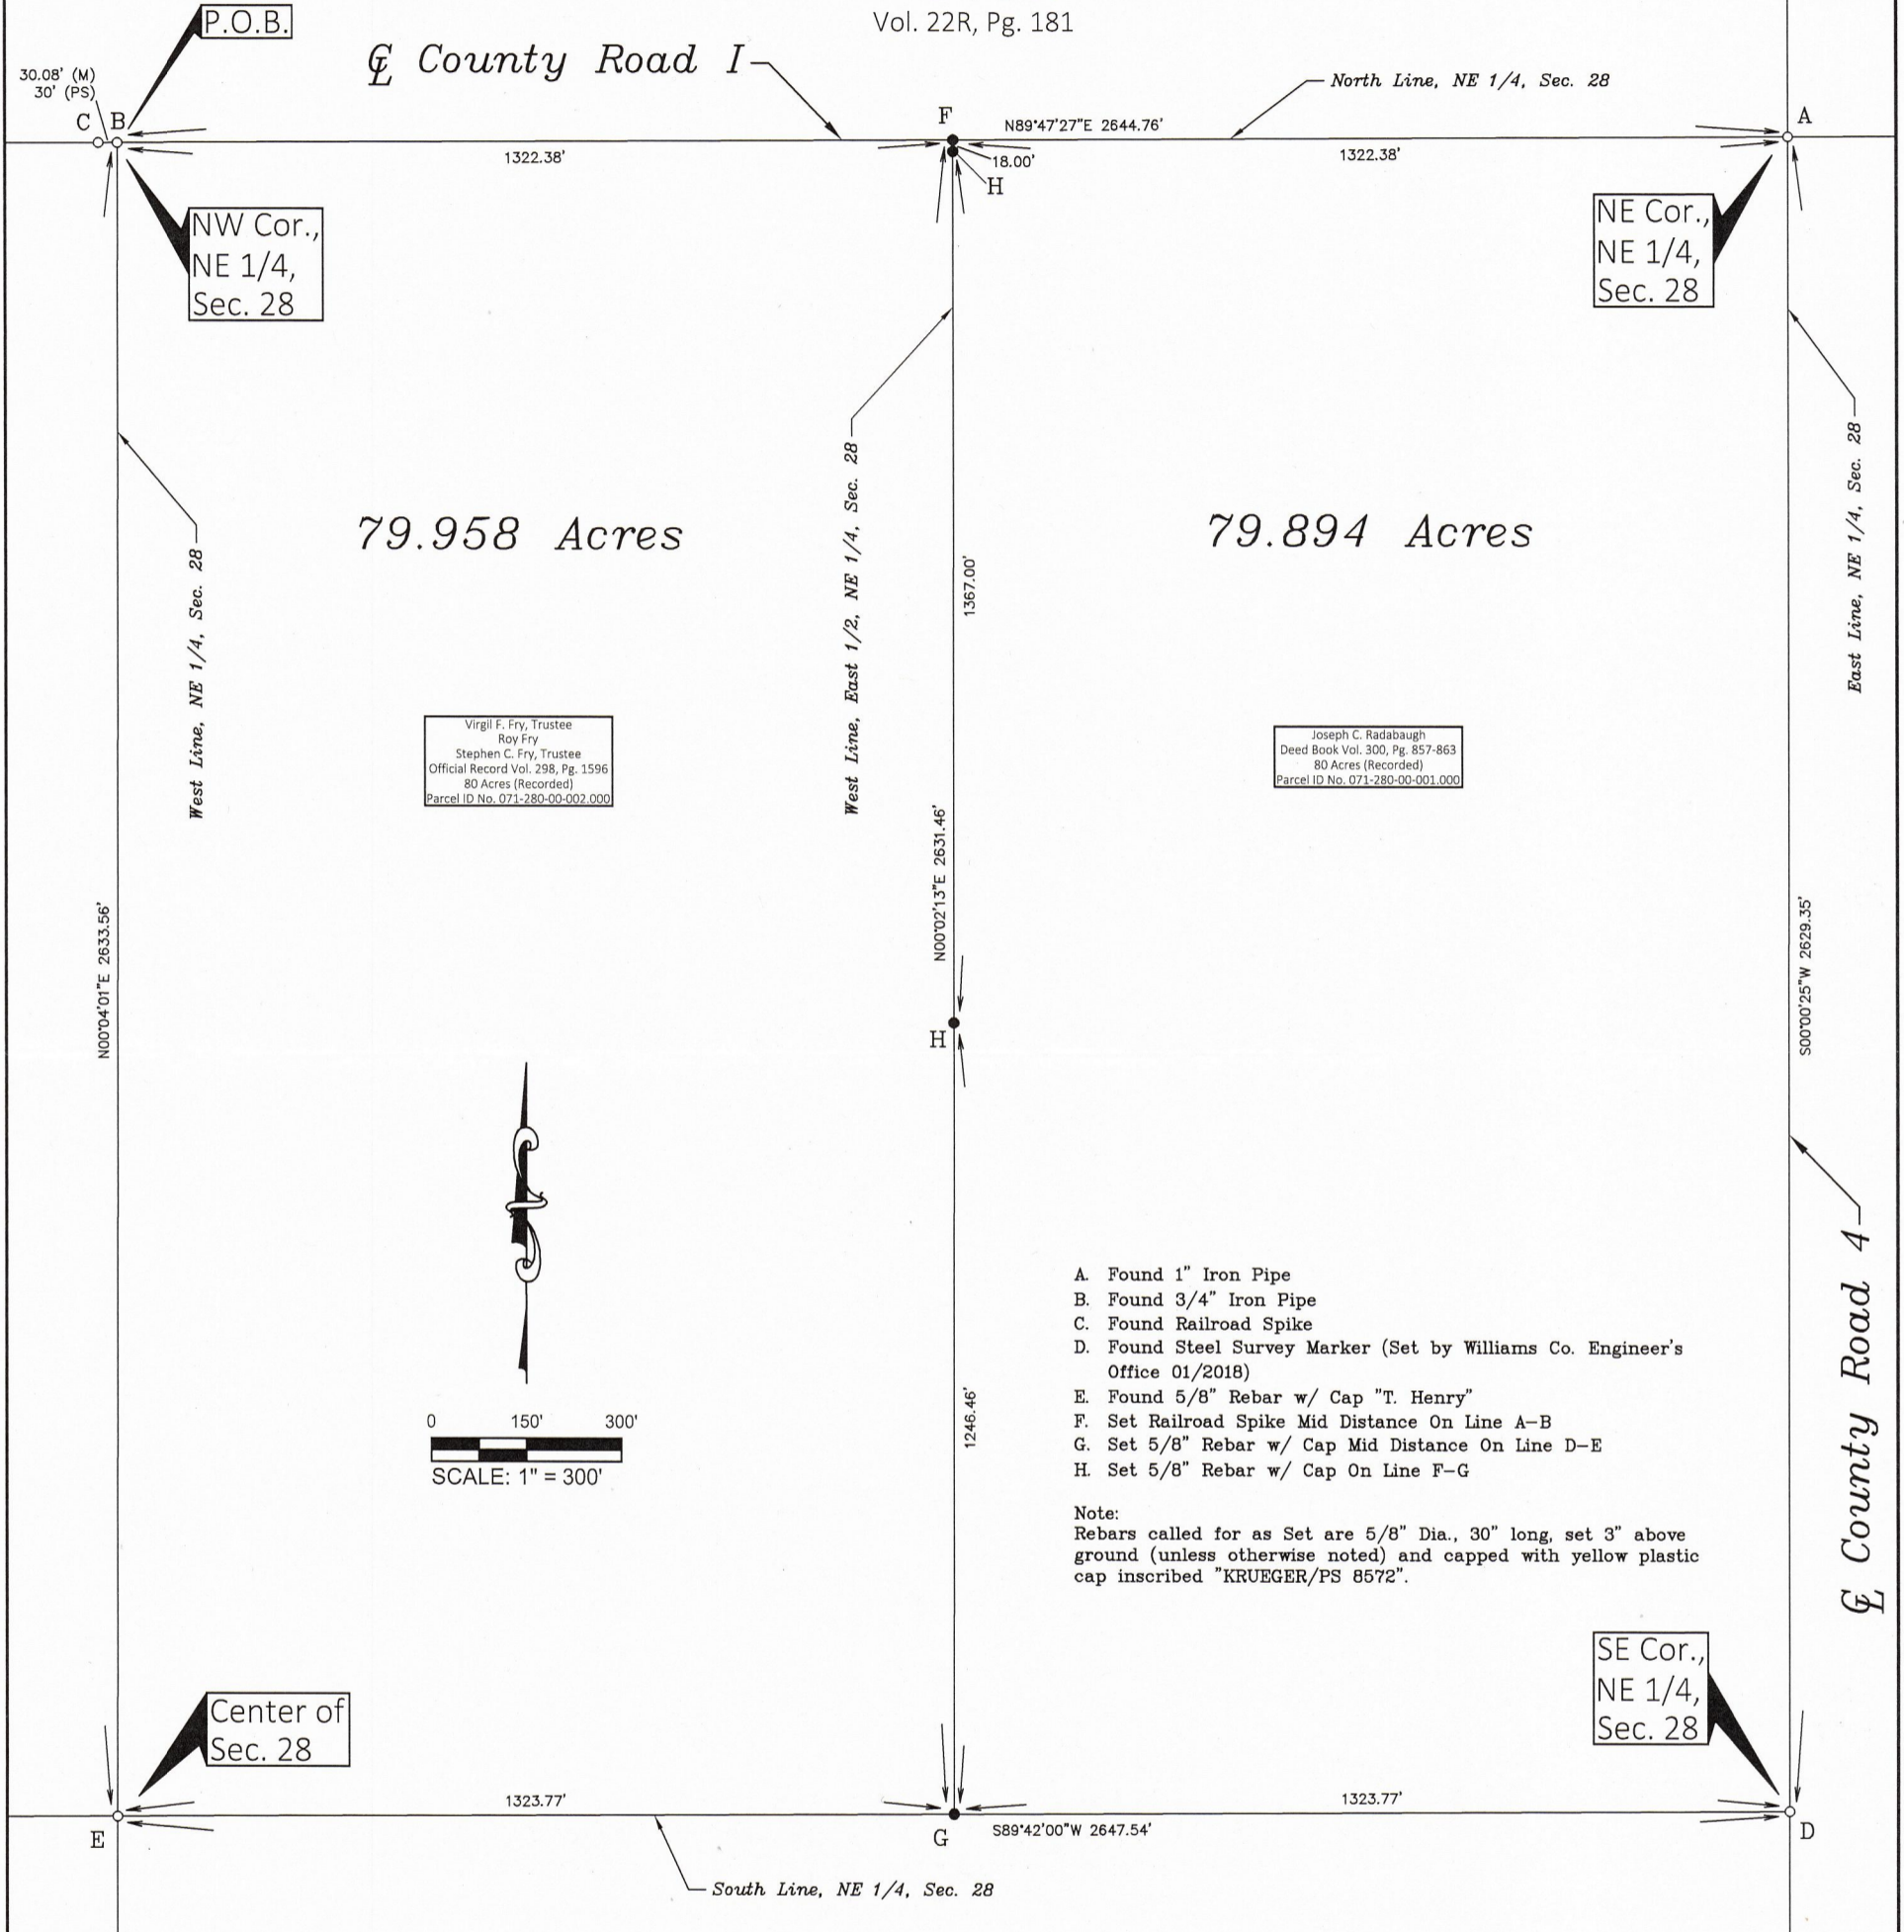 P.O.B.
Vol. 22R, Pg. 181
℄ County Road I
30.08' (M)
30' (PS)
North Line, NE 1/4, Sec. 28
C B
F
N89°47'27"E 2644.76'
A
1322.38'
18.00'
1322.38'
H
NW Cor.,
NE 1/4,
Sec. 28
NE Cor.,
NE 1/4,
Sec. 28
West Line, NE 1/4, Sec. 28
West Line, East 1/2, NE 1/4, Sec. 28
East Line, NE 1/4, Sec. 28
79.958 Acres
79.894 Acres
1367.00'
Virgil F. Fry, Trustee
Roy Fry
Stephen C. Fry, Trustee
Official Record Vol. 298, Pg. 1596
80 Acres (Recorded)
Parcel ID No. 071-280-00-002.000
Joseph C. Radabaugh
Deed Book Vol. 300, Pg. 857-863
80 Acres (Recorded)
Parcel ID No. 071-280-00-001.000
N00°04'01"E 2633.56'
N00°02'13"E 2631.46'
S00°00'25"W 2629.35'
H
℄ County Road 4
A. Found 1" Iron Pipe
B. Found 3/4" Iron Pipe
C. Found Railroad Spike
D. Found Steel Survey Marker (Set by Williams Co. Engineer's
Office 01/2018)
E. Found 5/8" Rebar w/ Cap "T. Henry"
F. Set Railroad Spike Mid Distance On Line A-B
G. Set 5/8" Rebar w/ Cap Mid Distance On Line D-E
H. Set 5/8" Rebar w/ Cap On Line F-G
Note:
Rebars called for as Set are 5/8" Dia., 30" long, set 3" above
ground (unless otherwise noted) and capped with yellow plastic
cap inscribed "KRUEGER/PS 8572".
0 150' 300'
SCALE: 1" = 300'
1246.46'
Center of
Sec. 28
SE Cor.,
NE 1/4,
Sec. 28
1323.77'
1323.77'
E
G
S89°42'00"W 2647.54'
D
South Line, NE 1/4, Sec. 28